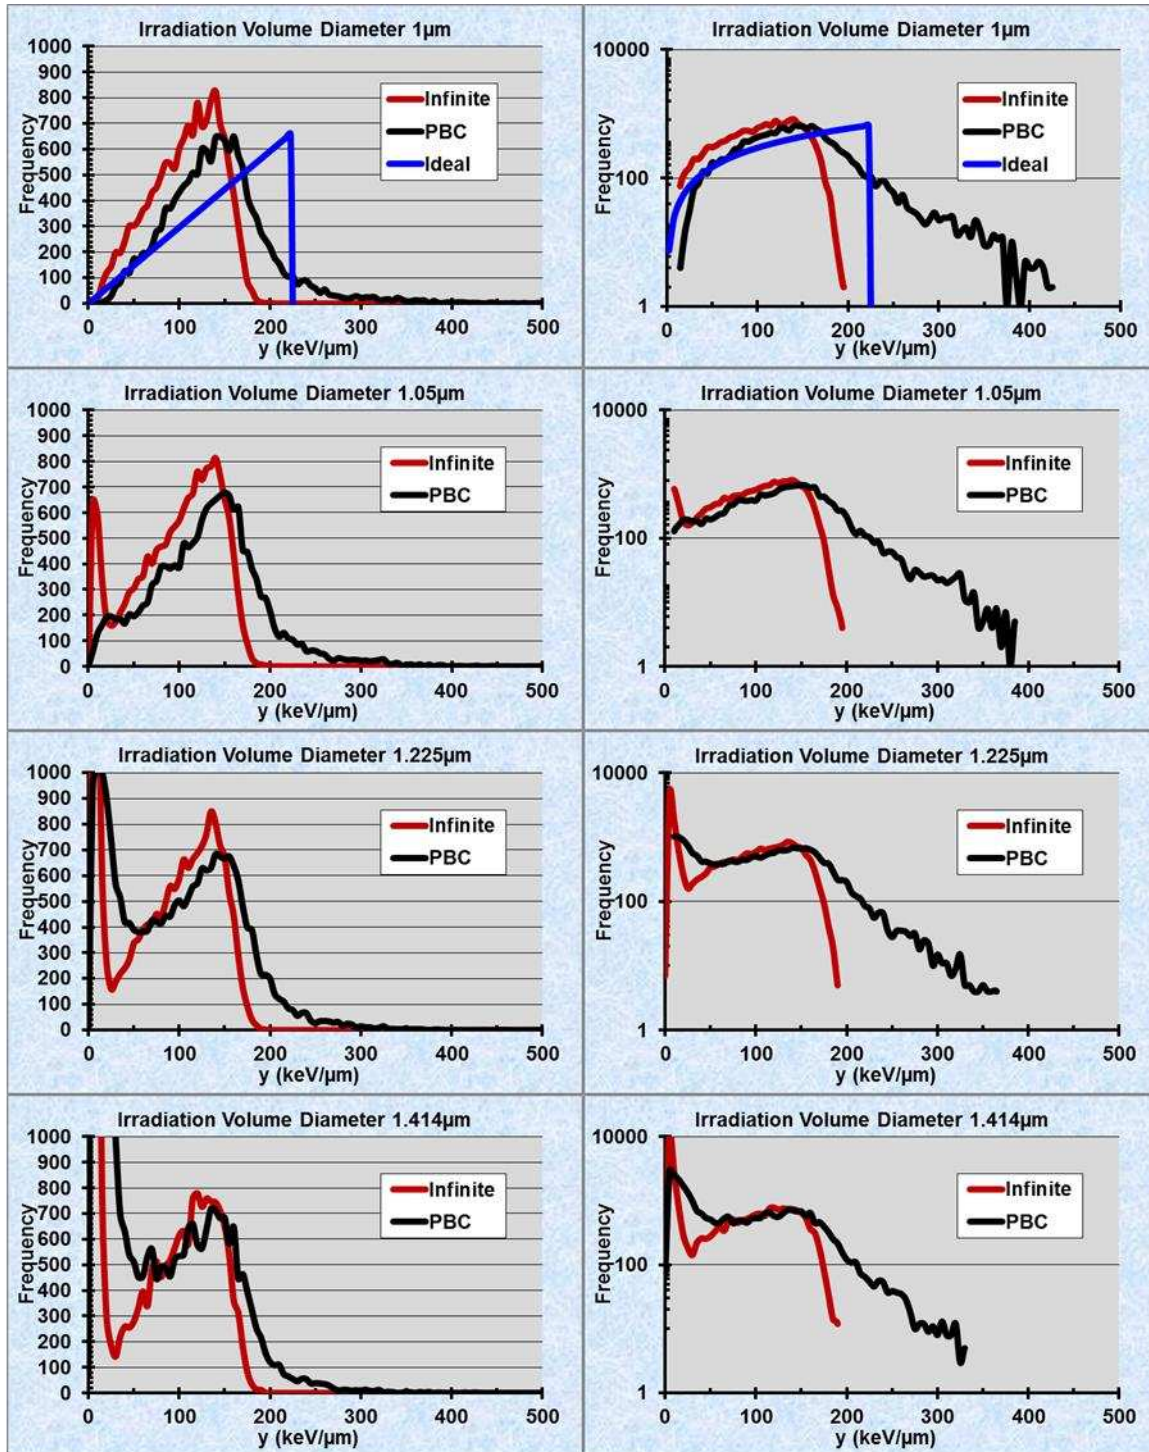 Irradiation Volume Diameter 1µm
1000
900
800
700
600
500
400
300
200
100
0
Frequency
Infinite
PBC
Ideal
0 100 200 300 400 500
y (keV/µm)
Irradiation Volume Diameter 1µm
10000
100
1
Frequency
Infinite
PBC
Ideal
0 100 200 300 400 500
y (keV/µm)
Irradiation Volume Diameter 1.05µm
1000
900
800
700
600
500
400
300
200
100
0
Frequency
Infinite
PBC
0 100 200 300 400 500
y (keV/µm)
Irradiation Volume Diameter 1.05µm
10000
100
1
Frequency
Infinite
PBC
0 100 200 300 400 500
y (keV/µm)
Irradiation Volume Diameter 1.225µm
1000
900
800
700
600
500
400
300
200
100
0
Frequency
Infinite
PBC
0 100 200 300 400 500
y (keV/µm)
Irradiation Volume Diameter 1.225µm
10000
100
1
Frequency
Infinite
PBC
0 100 200 300 400 500
y (keV/µm)
Irradiation Volume Diameter 1.414µm
1000
900
800
700
600
500
400
300
200
100
0
Frequency
Infinite
PBC
0 100 200 300 400 500
y (keV/µm)
Irradiation Volume Diameter 1.414µm
10000
100
1
Frequency
Infinite
PBC
0 100 200 300 400 500
y (keV/µm)